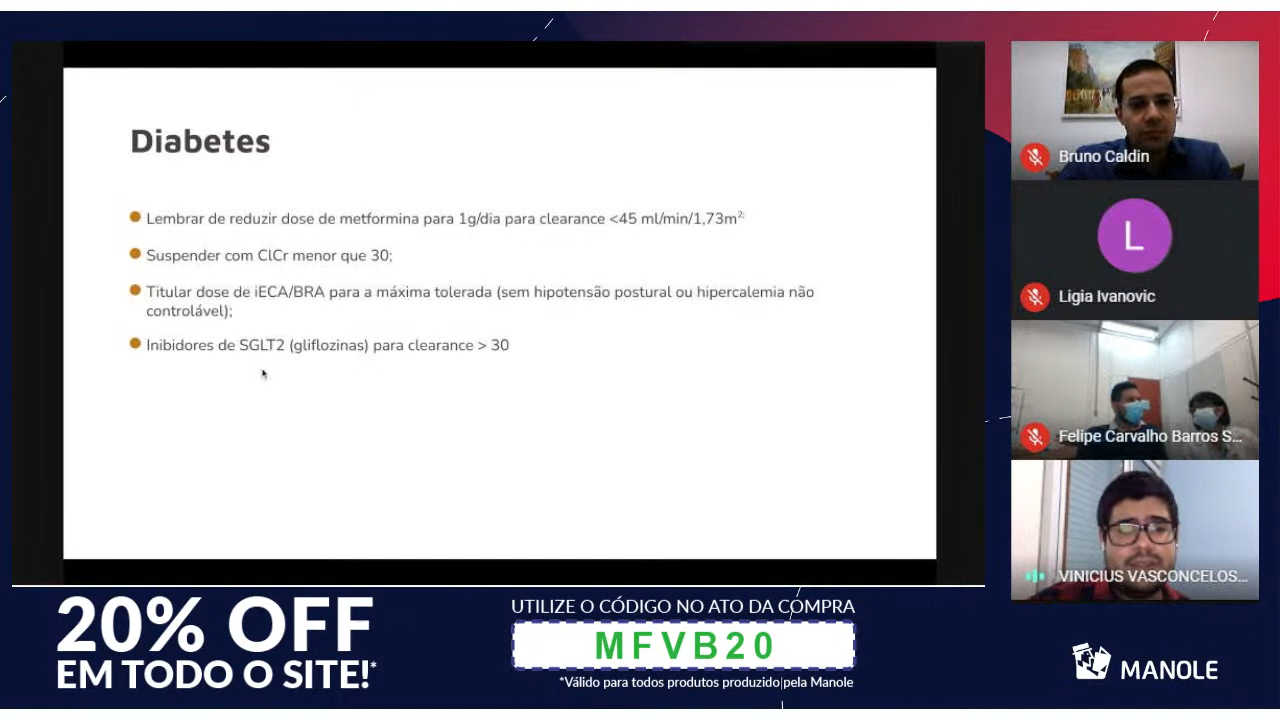 Diabetes
Lembrar de reduzir dose de metformina para 1g/dia para clearance <45 ml/min/1,73m²;
Suspender com ClCr menor que 30;
Titular dose de iECA/BRA para a máxima tolerada (sem hipotensão postural ou hipercalemia não
controlável);
Inibidores de SGLT2 (gliflozinas) para clearance > 30
Bruno Caldin
L
Ligia Ivanovic
Felipe Carvalho Barros S...
VINICIUS VASCONCELOS...
20% OFF
EM TODO O SITE!*
UTILIZE O CÓDIGO NO ATO DA COMPRA
MFVB20
*Válido para todos produtos produzido pela Manole
MANOLE